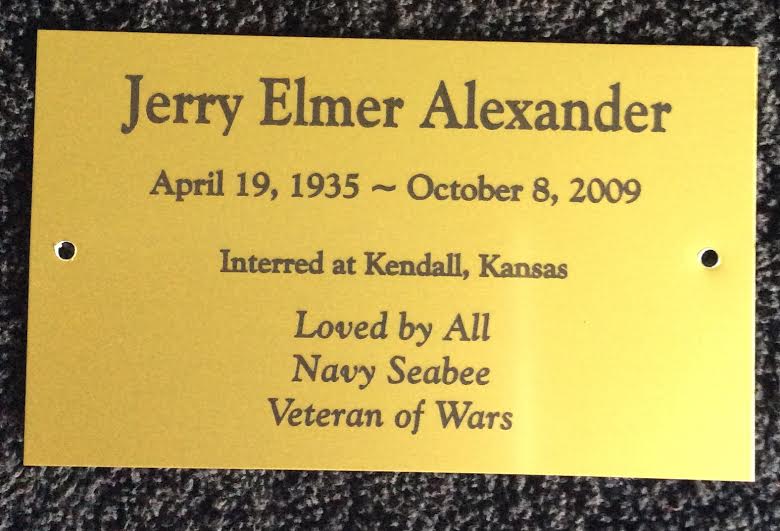 Jerry Elmer Alexander
April 19, 1935 ~ October 8, 2009
Interred at Kendall, Kansas
Loved by All
Navy Seabee
Veteran of Wars